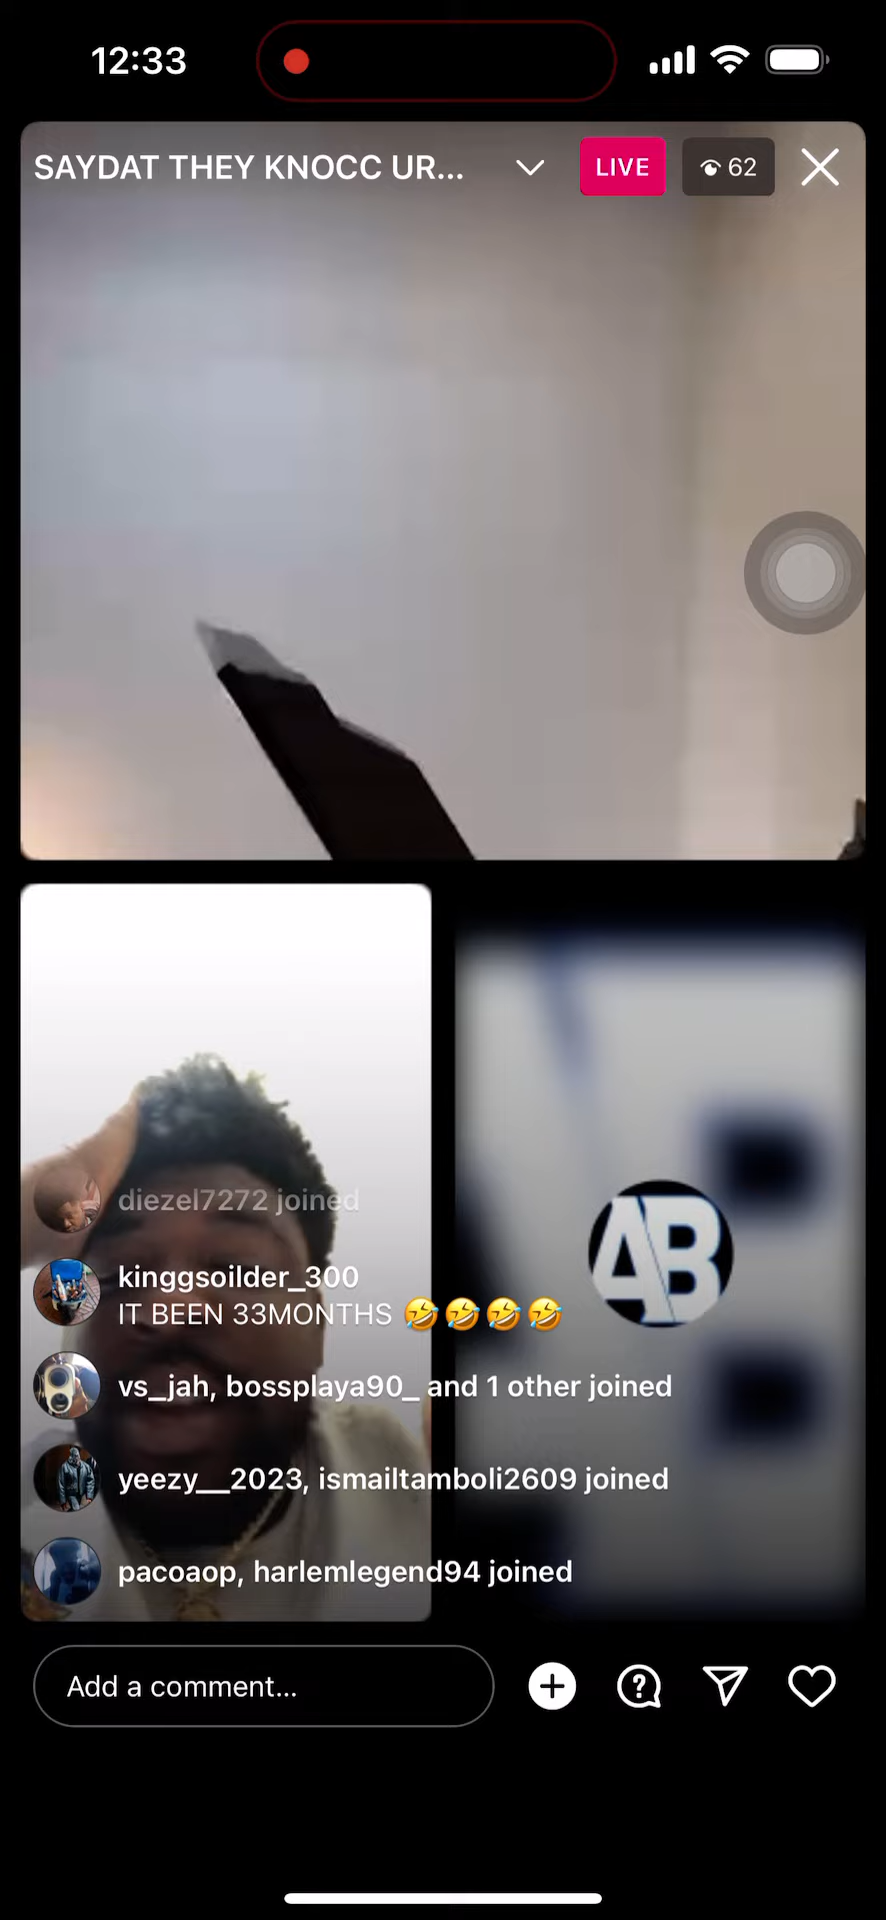 12:33
SAYDAT THEY KNOCC UR...
LIVE
62
diezel7272 joined
AB
kinggsoilder_300
IT BEEN 33MONTHS 🤣🤣🤣🤣
vs_jah, bossplaya90_ and 1 other joined
yeezy__2023, ismailtamboli2609 joined
pacoaop, harlemlegend94 joined
Add a comment...